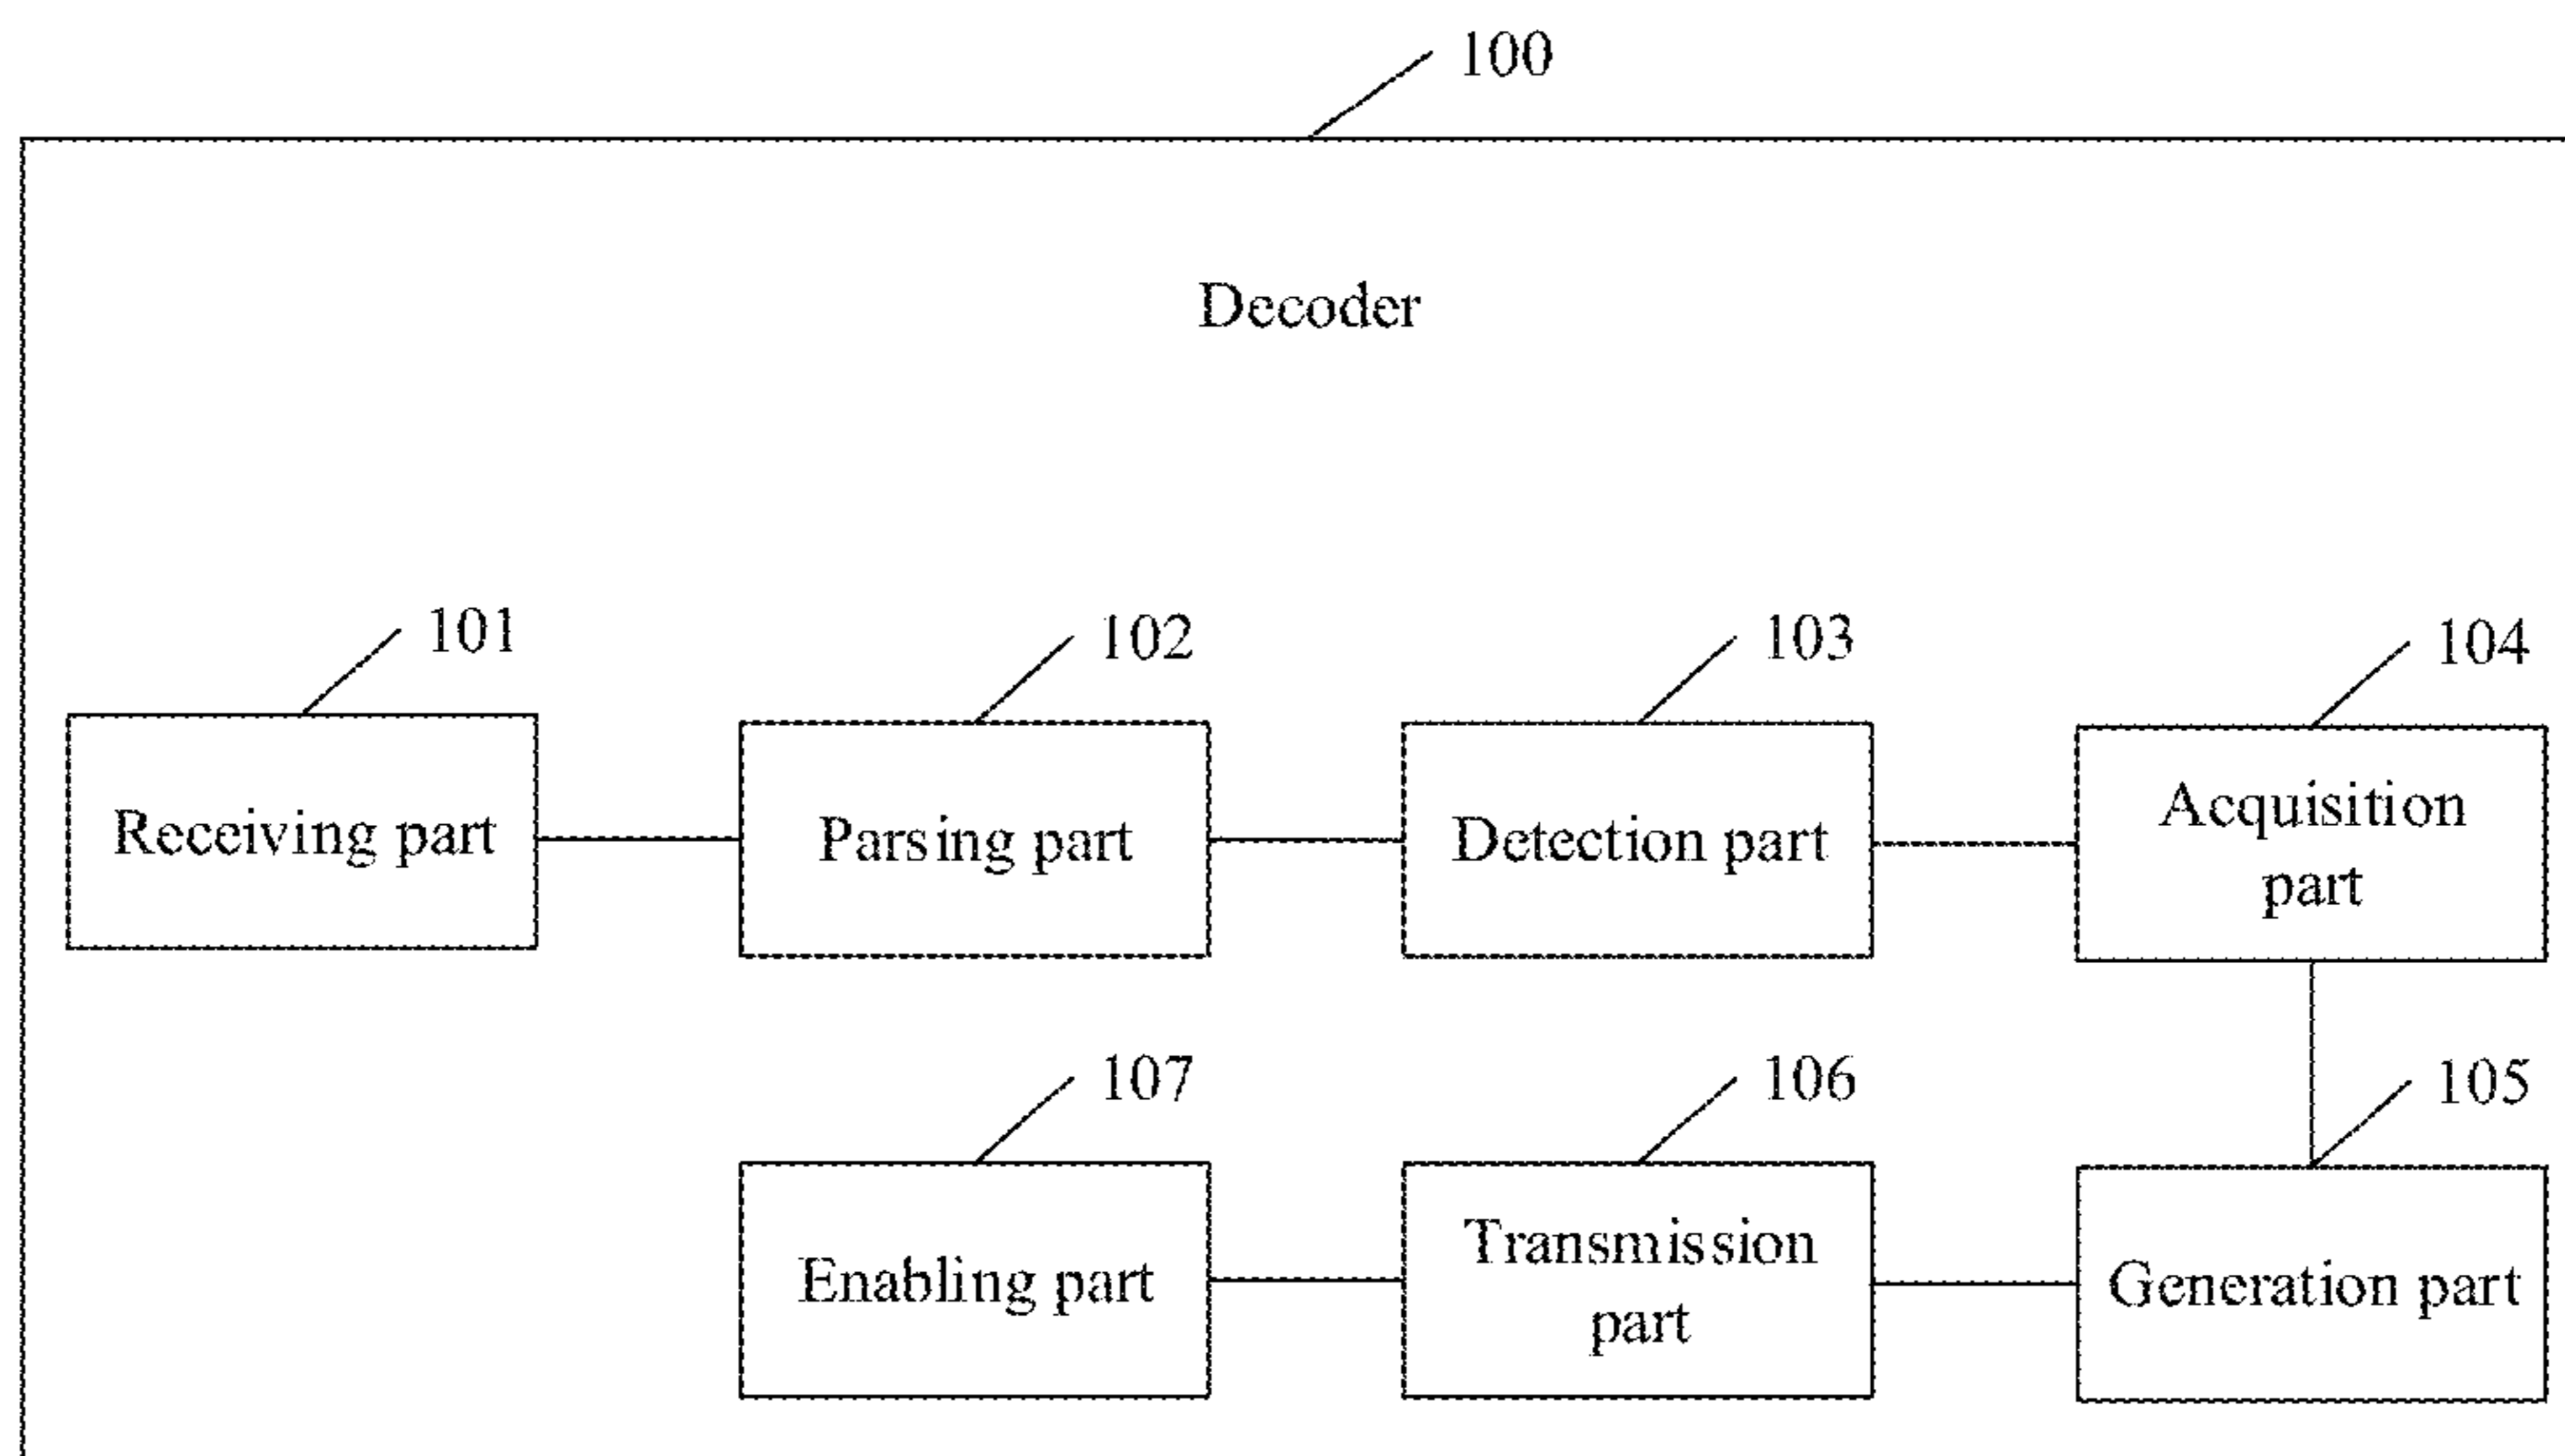 100
Decoder
101
102
103
104
Receiving part
Parsing part
Detection part
Acquisition
part
107
106
105
Enabling part
Transmission
part
Generation part